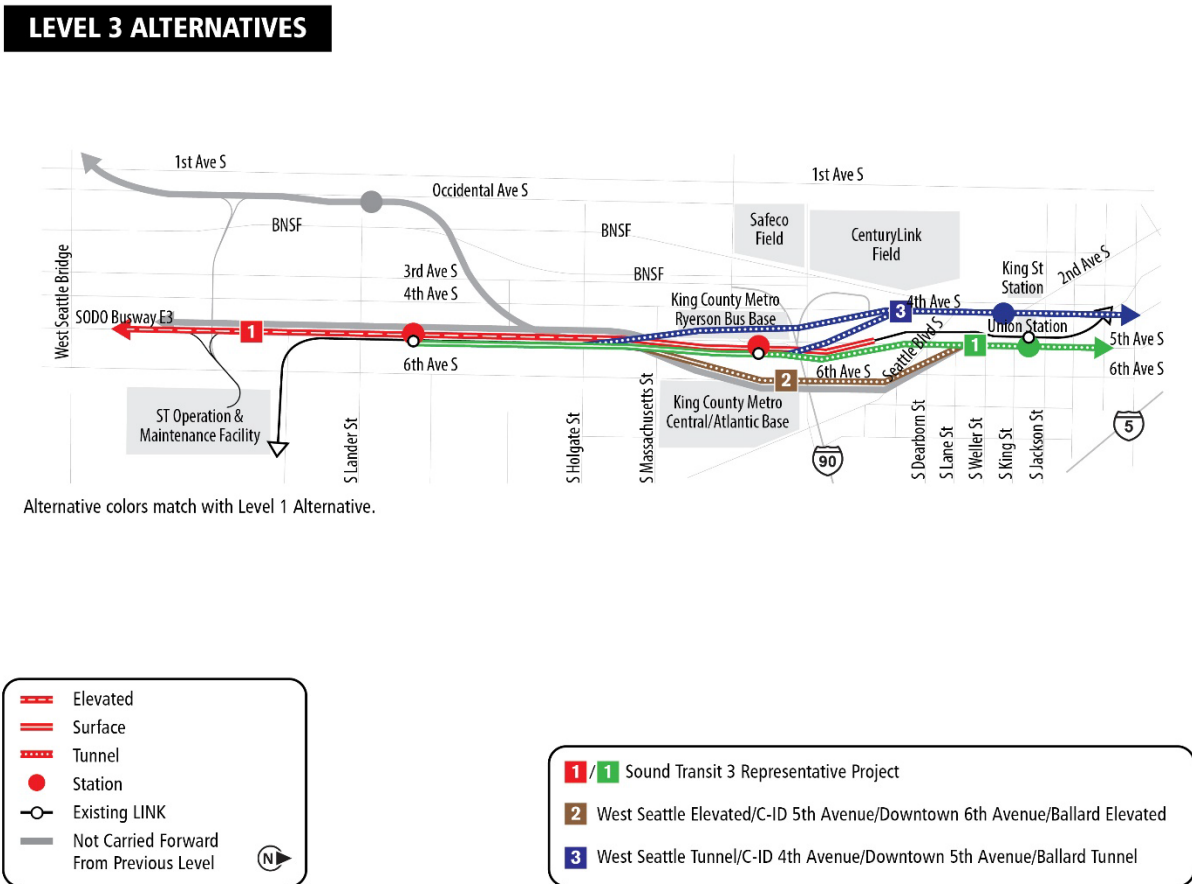 LEVEL 3 ALTERNATIVES
1st Ave S
1st Ave S
Occidental Ave S
BNSF
BNSF
BNSF
Safeco
Field
CenturyLink
Field
King St
Station
2nd Ave S
West Seattle Bridge
3rd Ave S
4th Ave S
King County Metro
Ryerson Bus Base
3
4th Ave S
SODO Busway E3
1
Union Station
5th Ave S
6th Ave S
6th Ave S
6th Ave S
Seattle Blvd S
1
2
ST Operation &
Maintenance Facility
King County Metro
Central/Atlantic Base
S Lander St
S Holgate St
S Massachusetts St
90
S Dearborn St
S Lane St
S Weller St
S King St
S Jackson St
5
Alternative colors match with Level 1 Alternative.
Elevated
Surface
Tunnel
Station
Existing LINK
Not Carried Forward
From Previous Level
N
1 / 1 Sound Transit 3 Representative Project
2 West Seattle Elevated/C-ID 5th Avenue/Downtown 6th Avenue/Ballard Elevated
3 West Seattle Tunnel/C-ID 4th Avenue/Downtown 5th Avenue/Ballard Tunnel